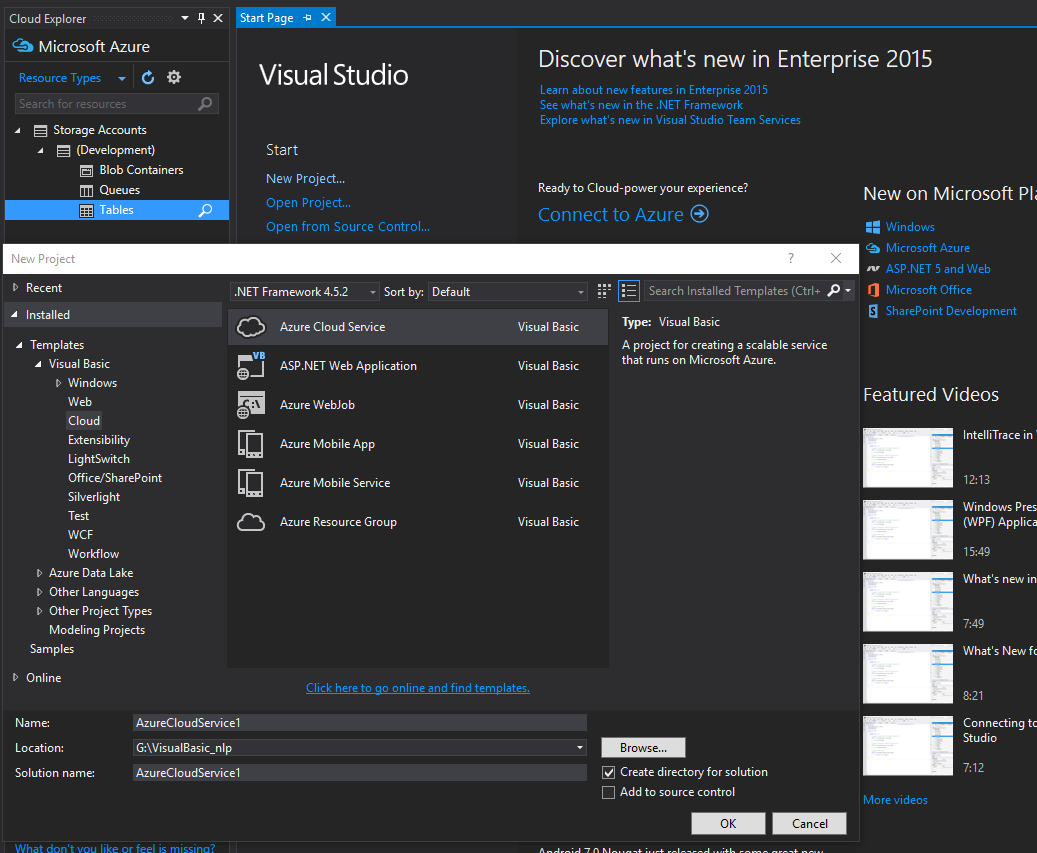 Cloud Explorer
Microsoft Azure
Resource Types
Search for resources
Storage Accounts
(Development)
Blob Containers
Queues
Tables
Start Page
Visual Studio
Start
New Project...
Open Project...
Open from Source Control...
Discover what's new in Enterprise 2015
Learn about new features in Enterprise 2015
See what's new in the .NET Framework
Explore what's new in Visual Studio Team Services
Ready to Cloud-power your experience?
Connect to Azure
New on Microsoft Pla
Windows
Microsoft Azure
ASP.NET 5 and Web
Microsoft Office
SharePoint Development
Featured Videos
IntelliTrace in
12:13
Windows Pres
(WPF) Applica
15:49
What's new in
7:49
What's New fo
8:21
Connecting to
Studio
7:12
More videos
New Project
?
Recent
Installed
Templates
Visual Basic
Windows
Web
Cloud
Extensibility
LightSwitch
Office/SharePoint
Silverlight
Test
WCF
Workflow
Azure Data Lake
Other Languages
Other Project Types
Modeling Projects
Samples
Online
.NET Framework 4.5.2
Sort by: Default
Search Installed Templates (Ctrl+
Azure Cloud Service Visual Basic
VB
ASP.NET Web Application Visual Basic
C:\
Azure WebJob Visual Basic
Azure Mobile App Visual Basic
Azure Mobile Service Visual Basic
Azure Resource Group Visual Basic
Type: Visual Basic
A project for creating a scalable service
that runs on Microsoft Azure.
Click here to go online and find templates.
Name: AzureCloudService1
Location: G:\VisualBasic_nlp
Browse...
Solution name: AzureCloudService1
Create directory for solution
Add to source control
OK
Cancel
What don't you like or feel is missing?
Android 7.0 Nougat just released with some great new